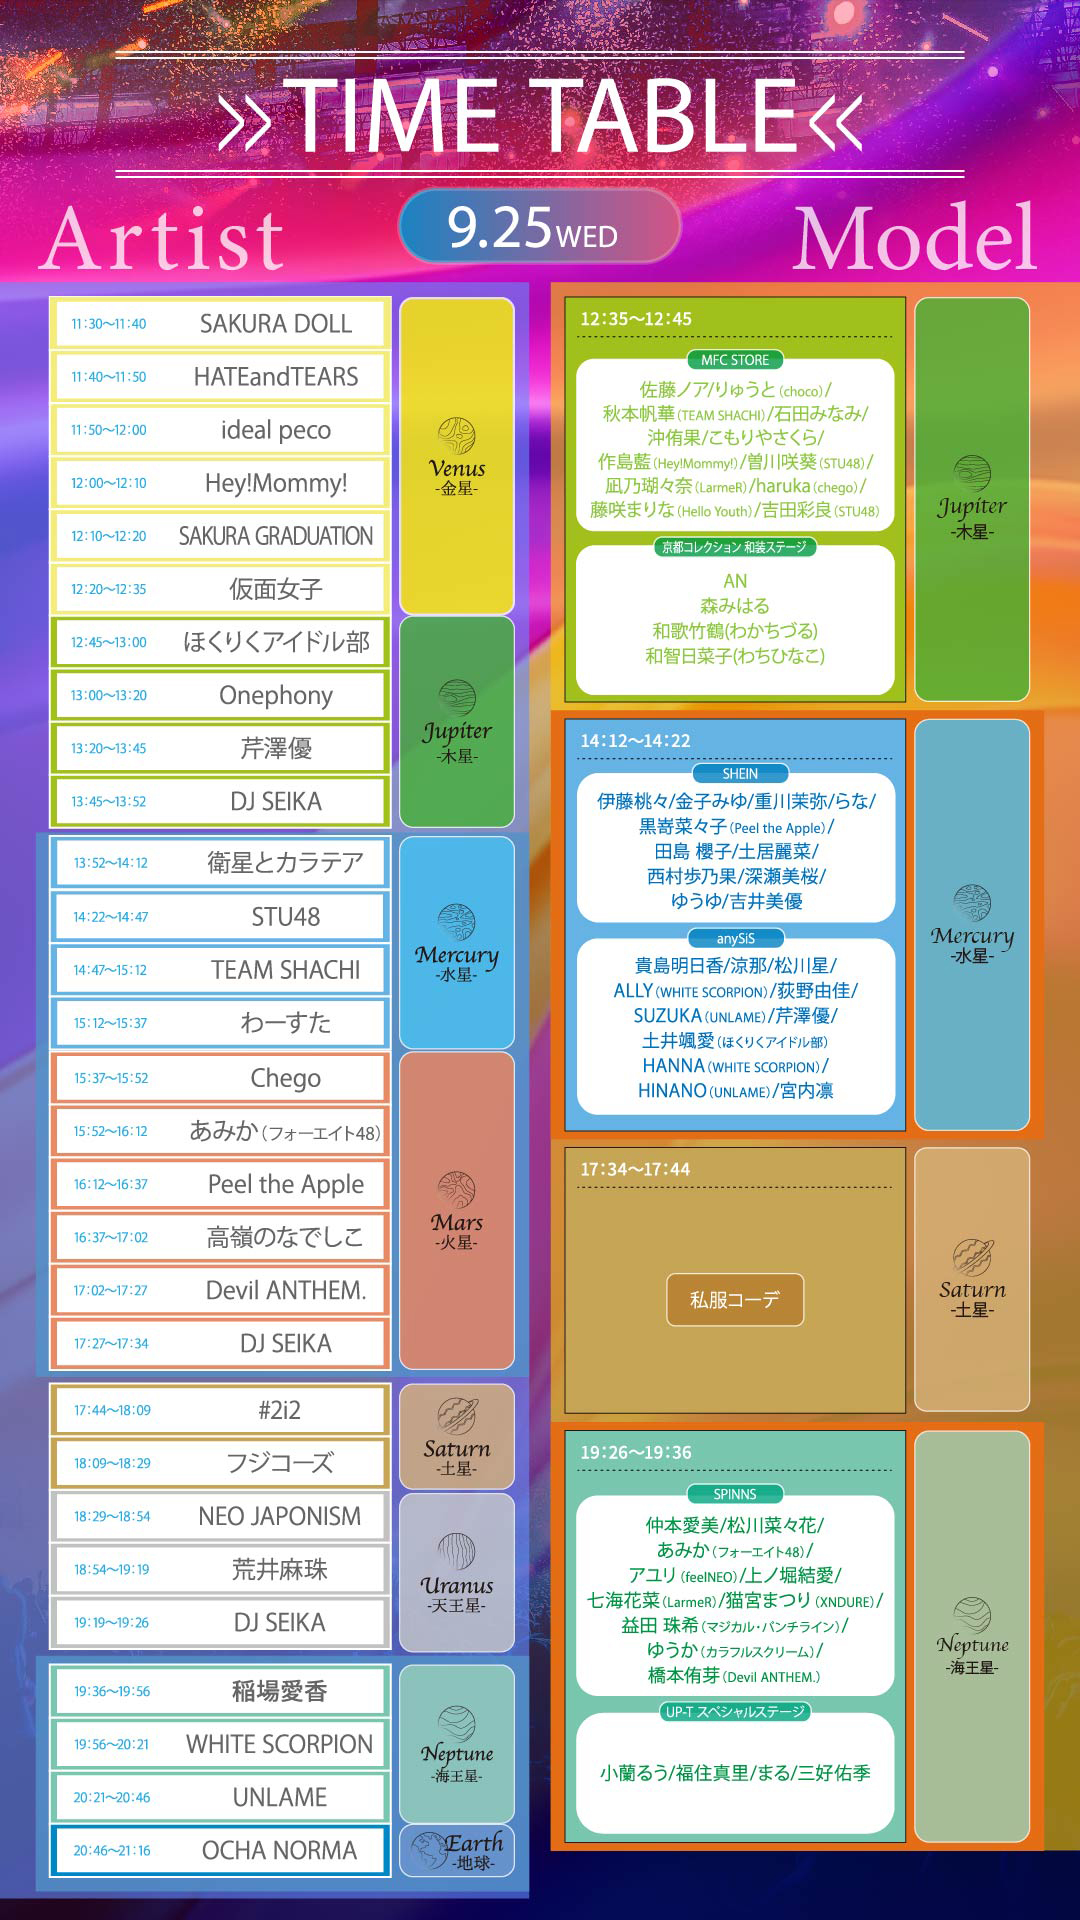 TIME TABLE
Artist
9.25 WED
Model
11:30〜11:40 SAKURA DOLL
11:40〜11:50 HATEandTEARS
11:50〜12:00 ideal peco
12:00〜12:10 Hey!Mommy!
12:10〜12:20 SAKURA GRADUATION
12:20〜12:35 仮面女子
Venus
-金星-
12:45〜13:00 ほくりくアイドル部
13:00〜13:20 Onephony
13:20〜13:45 芹澤優
13:45〜13:52 DJ SEIKA
Jupiter
-木星-
13:52〜14:12 衛星とカラテア
14:22〜14:47 STU48
14:47〜15:12 TEAM SHACHI
15:12〜15:37 わーすた
Mercury
-水星-
15:37〜15:52 Chego
15:52〜16:12 あみか（フォーエイト48）
16:12〜16:37 Peel the Apple
16:37〜17:02 高嶺のなでしこ
17:02〜17:27 Devil ANTHEM.
17:27〜17:34 DJ SEIKA
Mars
-火星-
17:44〜18:09 #2i2
18:09〜18:29 フジコーズ
Saturn
-土星-
18:29〜18:54 NEO JAPONISM
18:54〜19:19 荒井麻珠
19:19〜19:26 DJ SEIKA
Uranus
-天王星-
19:36〜19:56 稲場愛香
19:56〜20:21 WHITE SCORPION
20:21〜20:46 UNLAME
Neptune
-海王星-
20:46〜21:16 OCHA NORMA
Earth
-地球-
12:35〜12:45
MFC STORE
佐藤ノア/りゅうと（choco）/
秋本帆華（TEAM SHACHI）/石田みなみ/
沖侑果/こもりやさくら/
作島藍（Hey!Mommy!）/曽川咲葵（STU48）/
凪乃瑚々奈（LarmeR）/haruka（chego）/
藤咲まりな（Hello Youth）/吉田彩良（STU48）
京都コレクション 和装ステージ
AN
森みはる
和歌竹鶴(わかちづる)
和智日菜子(わちひなこ)
Jupiter
-木星-
14:12〜14:22
SHEIN
伊藤桃々/金子みゆ/重川茉弥/らな/
黒嵜菜々子（Peel the Apple）/
田島 櫻子/土居麗菜/
西村歩乃果/深瀬美桜/
ゆうゆ/吉井美優
anySiS
貴島明日香/涼那/松川星/
ALLY（WHITE SCORPION）/荻野由佳/
SUZUKA（UNLAME）/芹澤優/
土井颯愛（ほくりくアイドル部）
HANNA（WHITE SCORPION）/
HINANO（UNLAME）/宮内凛
Mercury
-水星-
17:34〜17:44
私服コーデ
Saturn
-土星-
19:26〜19:36
SPINNS
仲本愛美/松川菜々花/
あみか（フォーエイト48）/
アユリ（feelNEO）/上ノ堀結愛/
七海花菜（LarmeR）/猫宮まつり（XNDURE）/
益田 珠希（マジカル・パンチライン）/
ゆうか（カラフルスクリーム）/
橋本侑芽（Devil ANTHEM.）
UP-T スペシャルステージ
小蘭るう/福住真里/まる/三好佑季
Neptune
-海王星-